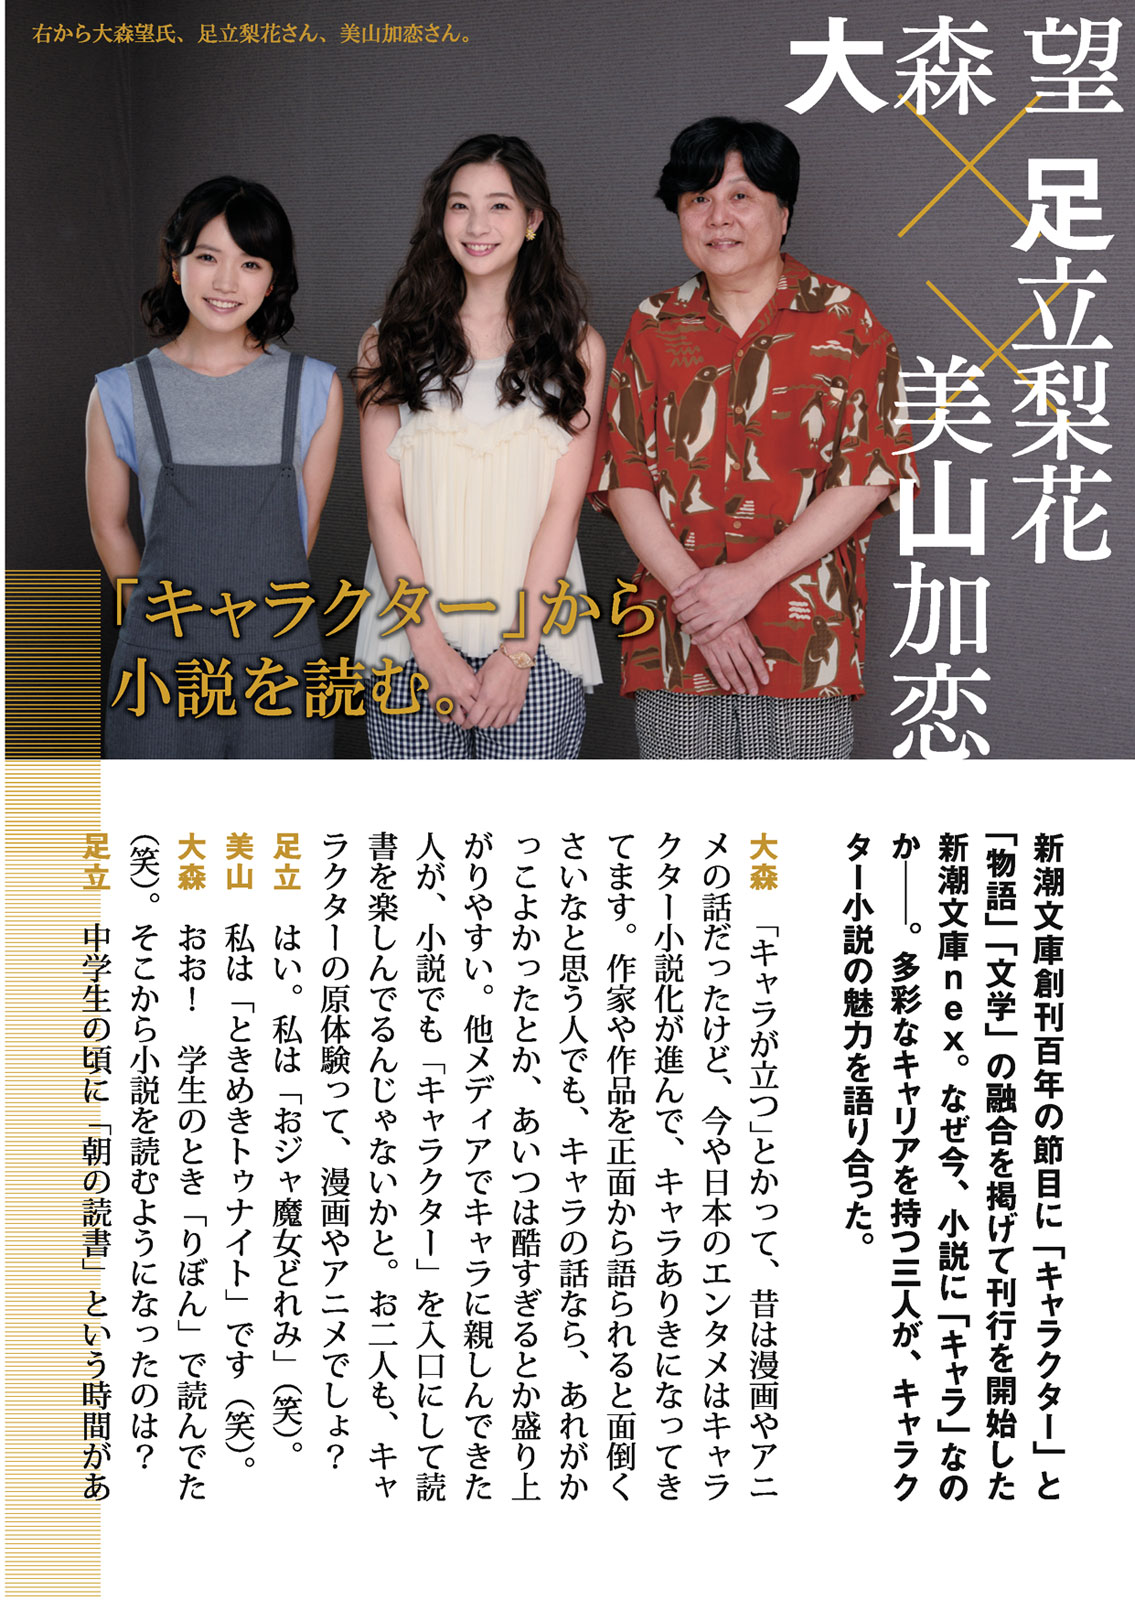 右から大森望氏、足立梨花さん、美山加恋さん。
大森 望
×
足立梨花
×
美山加恋
「キャラクター」から
小説を読む。
新潮文庫創刊百年の節目に「キャラクター」と
「物語」「文学」の融合を掲げて刊行を開始した
新潮文庫nex。なぜ今、小説に「キャラ」なの
か――。多彩なキャリアを持つ三人が、キャラク
ター小説の魅力を語り合った。
大森　「キャラが立つ」とかって、昔は漫画やアニ
メの話だったけど、今や日本のエンタメはキャラ
クター小説化が進んで、キャラありきになってき
てます。作家や作品を正面から語られると面倒く
さいなと思う人でも、キャラの話なら、あれがか
っこよかったとか、あいつは酷すぎるとか盛り上
がりやすい。他メディアでキャラに親しんできた
人が、小説でも「キャラクター」を入口にして読
書を楽しんでるんじゃないかと。お二人も、キャ
ラクターの原体験って、漫画やアニメでしょ？
足立　はい。私は「おジャ魔女どれみ」（笑）。
美山　私は「ときめきトゥナイト」です（笑）。
大森　おお！　学生のとき「りぼん」で読んでた
（笑）。そこから小説を読むようになったのは？
足立　中学生の頃に「朝の読書」という時間があ